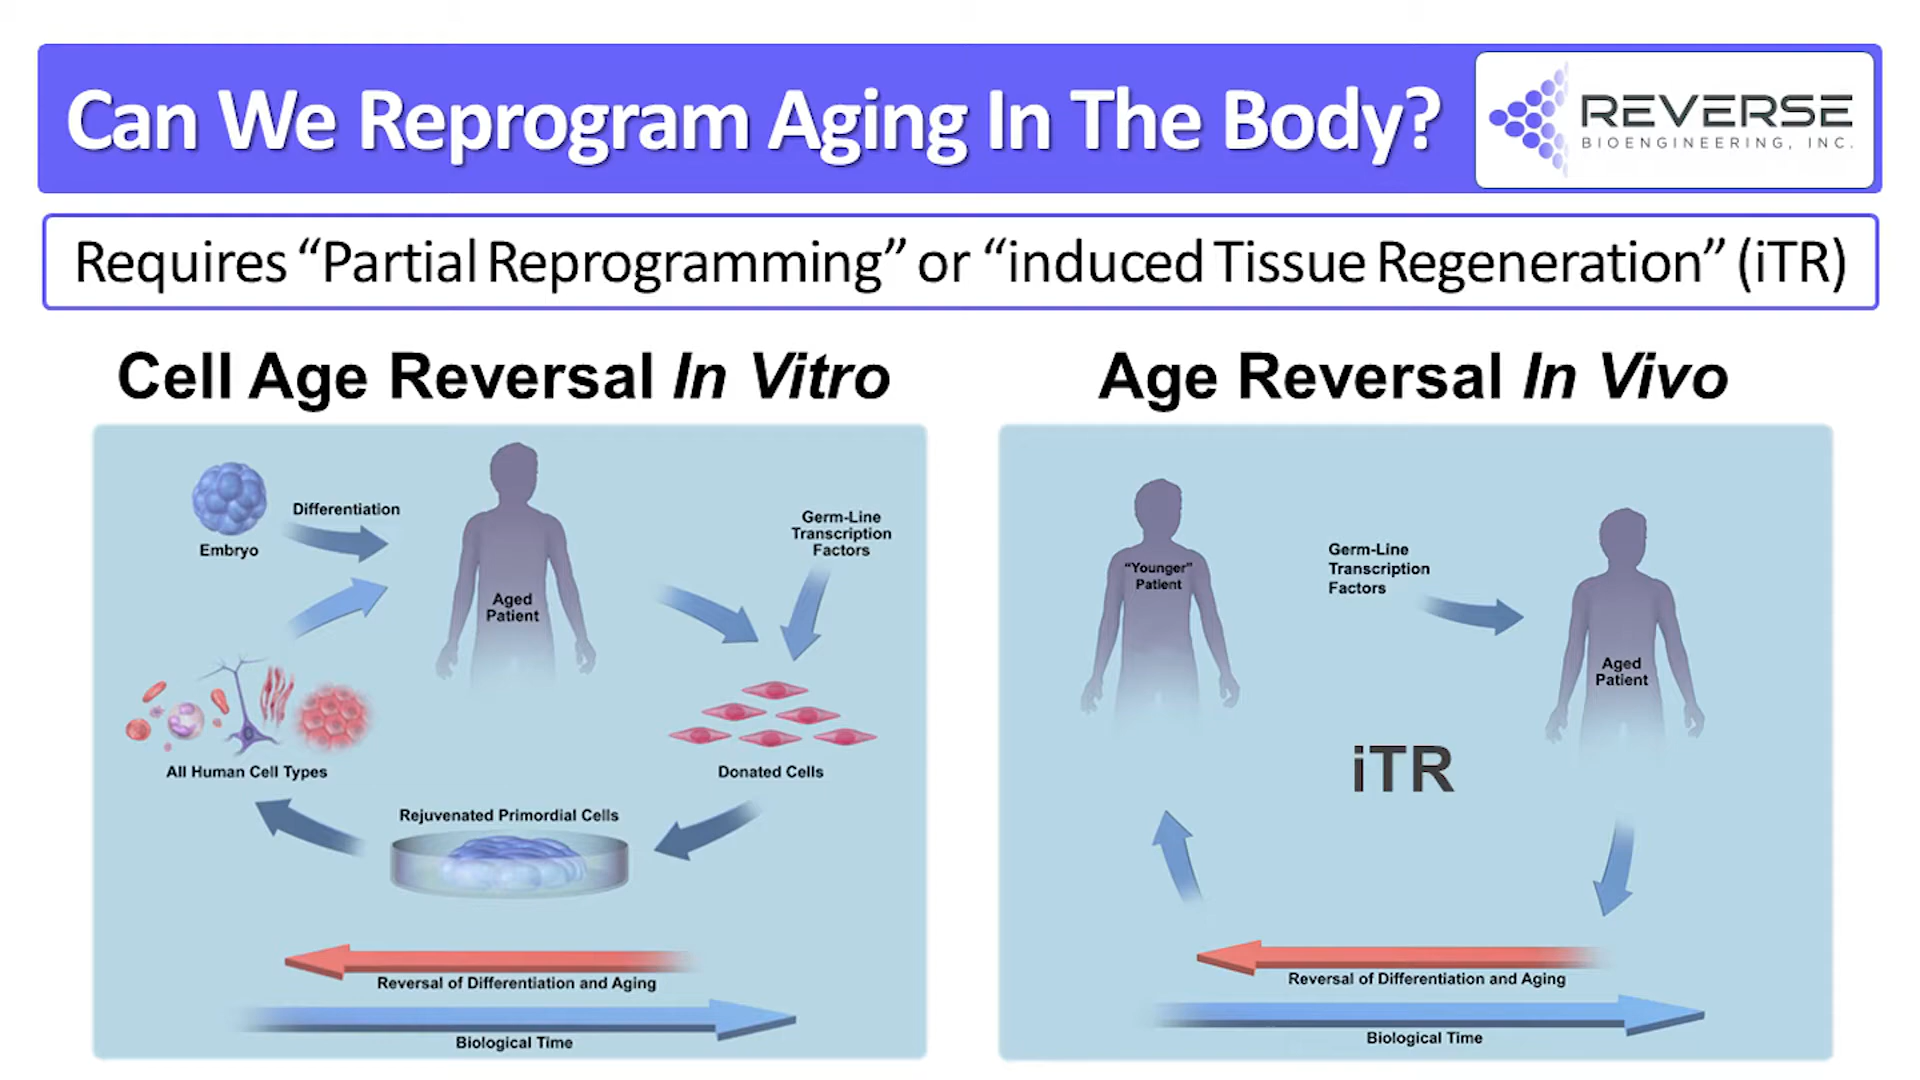 Can We Reprogram Aging In The Body?
REVERSE
BIOENGINEERING, INC.
Requires “Partial Reprogramming” or “induced Tissue Regeneration” (iTR)
Cell Age Reversal In Vitro
Embryo
Differentiation
Aged
Patient
Germ-Line
Transcription
Factors
All Human Cell Types
Donated Cells
Rejuvenated Primordial Cells
Reversal of Differentiation and Aging
Biological Time
Age Reversal In Vivo
“Younger”
Patient
Germ-Line
Transcription
Factors
Aged
Patient
iTR
Reversal of Differentiation and Aging
Biological Time